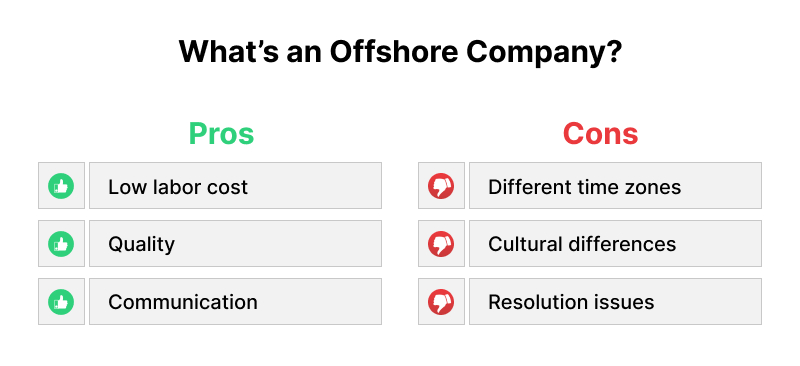 What’s an Offshore Company?
Pros
Low labor cost
Quality
Communication
Cons
Different time zones
Cultural differences
Resolution issues